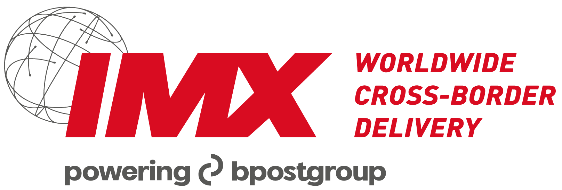 IMX
WORLDWIDE
CROSS-BORDER
DELIVERY
powering bpostgroup